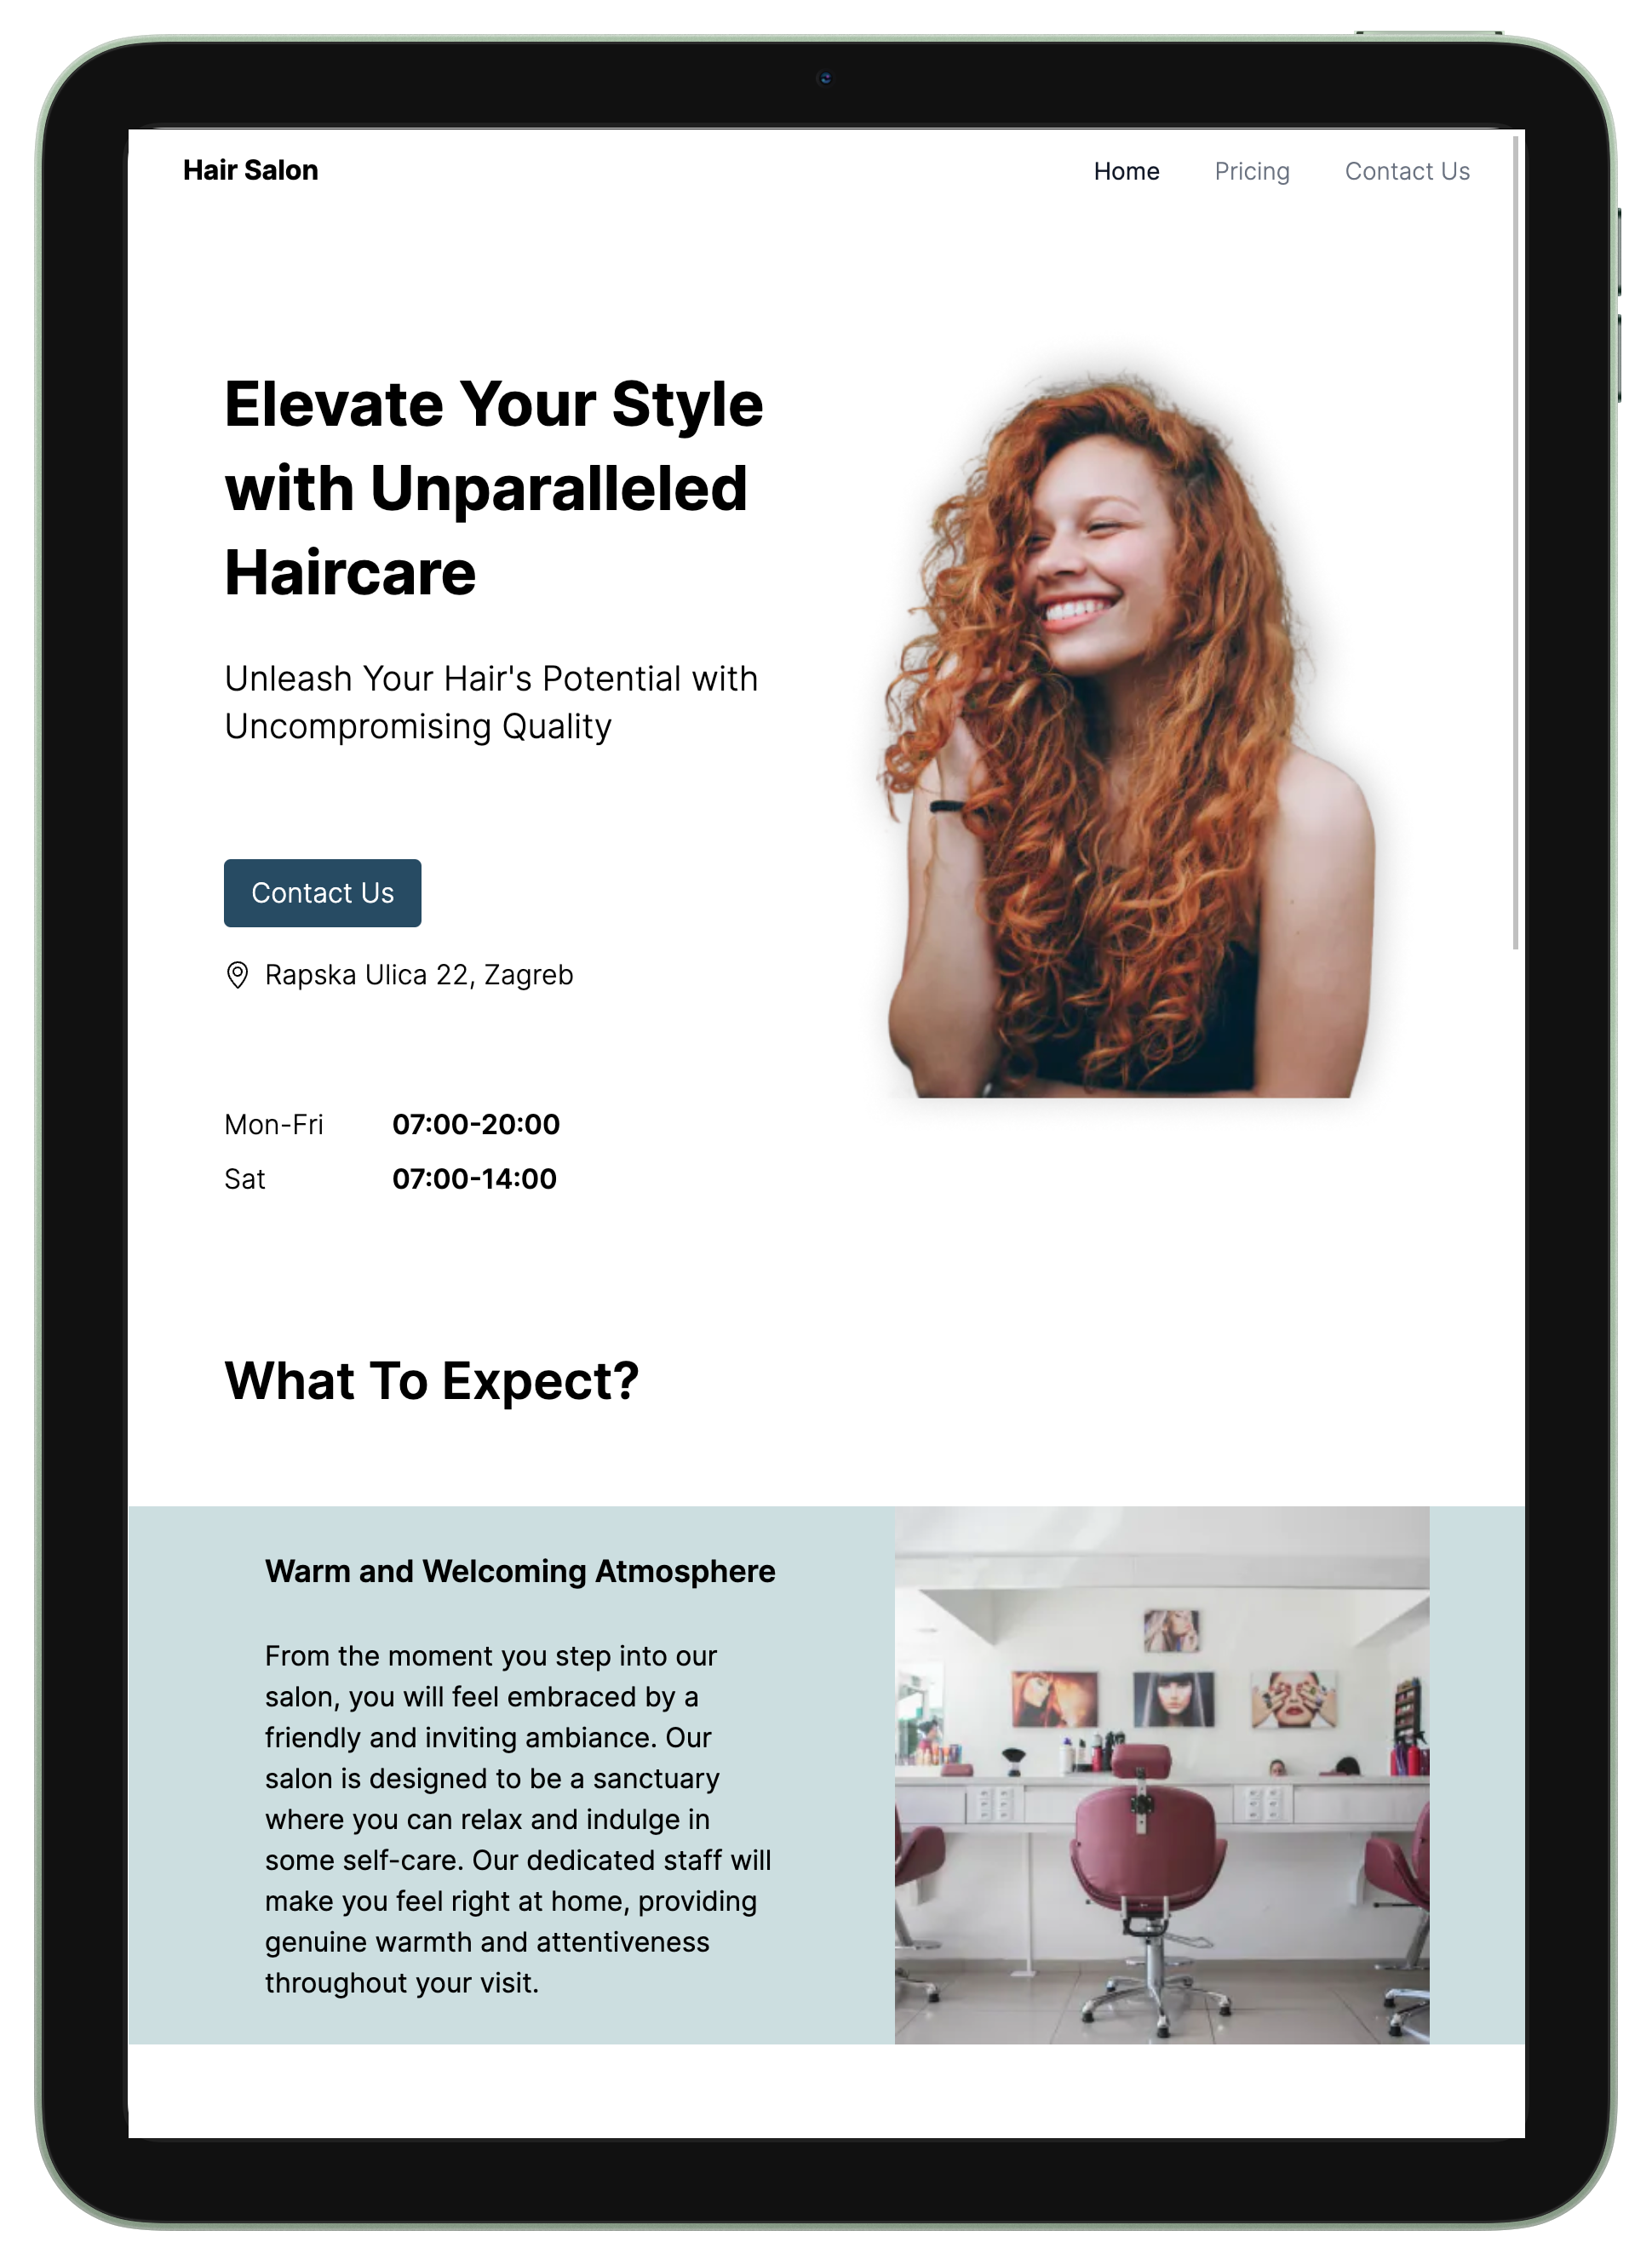 Hair Salon
Home Pricing Contact Us
Elevate Your Style
with Unparalleled
Haircare
Unleash Your Hair's Potential with
Uncompromising Quality
Contact Us
Rapska Ulica 22, Zagreb
Mon-Fri 07:00-20:00
Sat 07:00-14:00
What To Expect?
Warm and Welcoming Atmosphere
From the moment you step into our
salon, you will feel embraced by a
friendly and inviting ambiance. Our
salon is designed to be a sanctuary
where you can relax and indulge in
some self-care. Our dedicated staff will
make you feel right at home, providing
genuine warmth and attentiveness
throughout your visit.